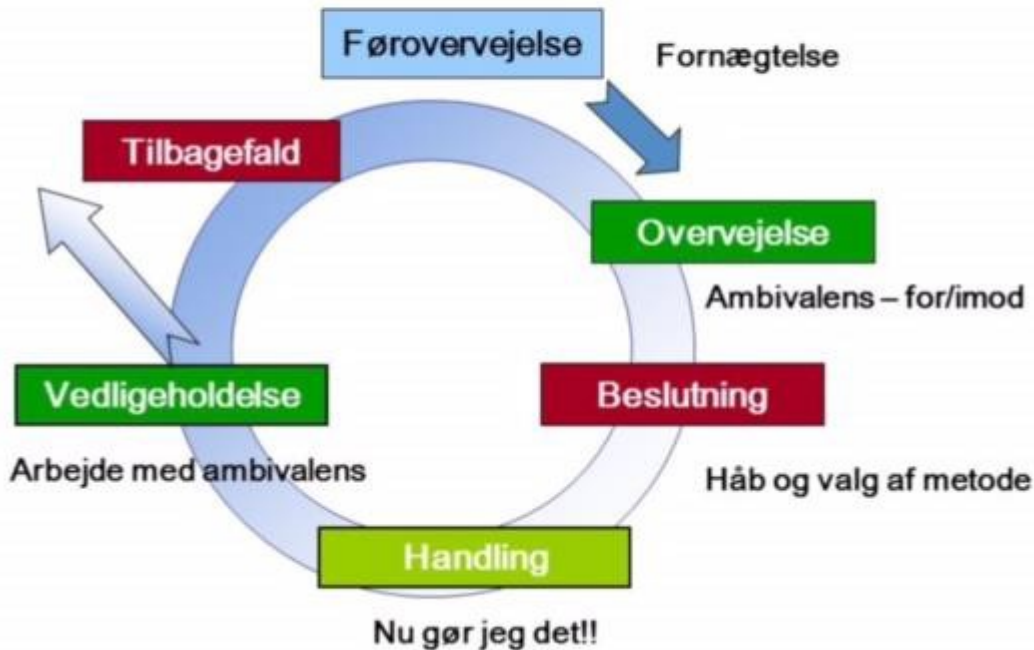 Førovervejelse
Fornægtelse
Tilbagefald
Overvejelse
Ambivalens – for/imod
Vedligeholdelse
Beslutning
Arbejde med ambivalens
Håb og valg af metode
Handling
Nu gør jeg det!!